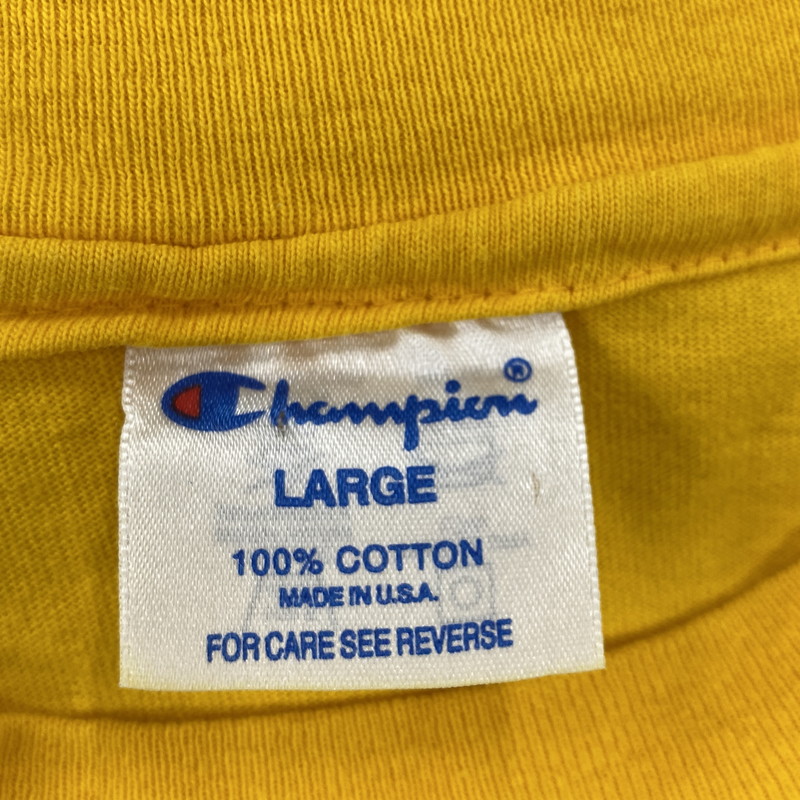 Champion®
LARGE
100% COTTON
MADE IN U.S.A.
FOR CARE SEE REVERSE